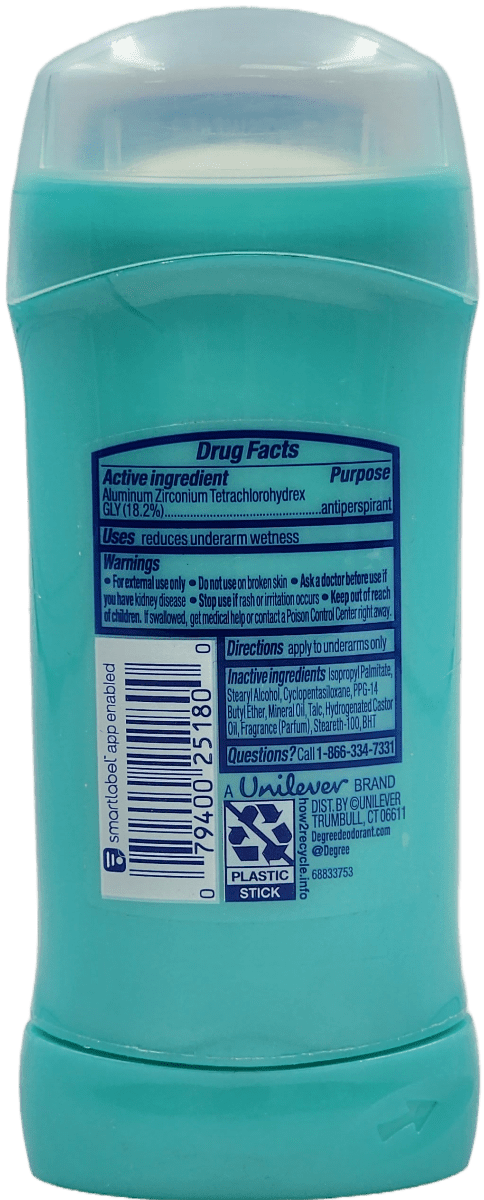 Drug Facts
Active ingredient Purpose
Aluminum Zirconium Tetrachlorohydrex
GLY (18.2%)..................................................antiperspirant
Uses reduces underarm wetness
Warnings
• For external use only • Do not use on broken skin • Ask a doctor before use if
you have kidney disease • Stop use if rash or irritation occurs • Keep out of reach
of children. If swallowed, get medical help or contact a Poison Control Center right away.
Directions apply to underarms only
Inactive ingredients Isopropyl Palmitate,
Stearyl Alcohol, Cyclopentasiloxane, PPG-14
Butyl Ether, Mineral Oil, Talc, Hydrogenated Castor
Oil, Fragrance (Parfum), Steareth-100, BHT
Questions? Call 1-866-334-7331
smartlabel app enabled
0 79400 25180 0
A Unilever BRAND
PLASTIC
STICK
how2recycle.info
DIST. BY ©UNILEVER
TRUMBULL, CT 06611
Degreedeodorant.com
@Degree
68833753